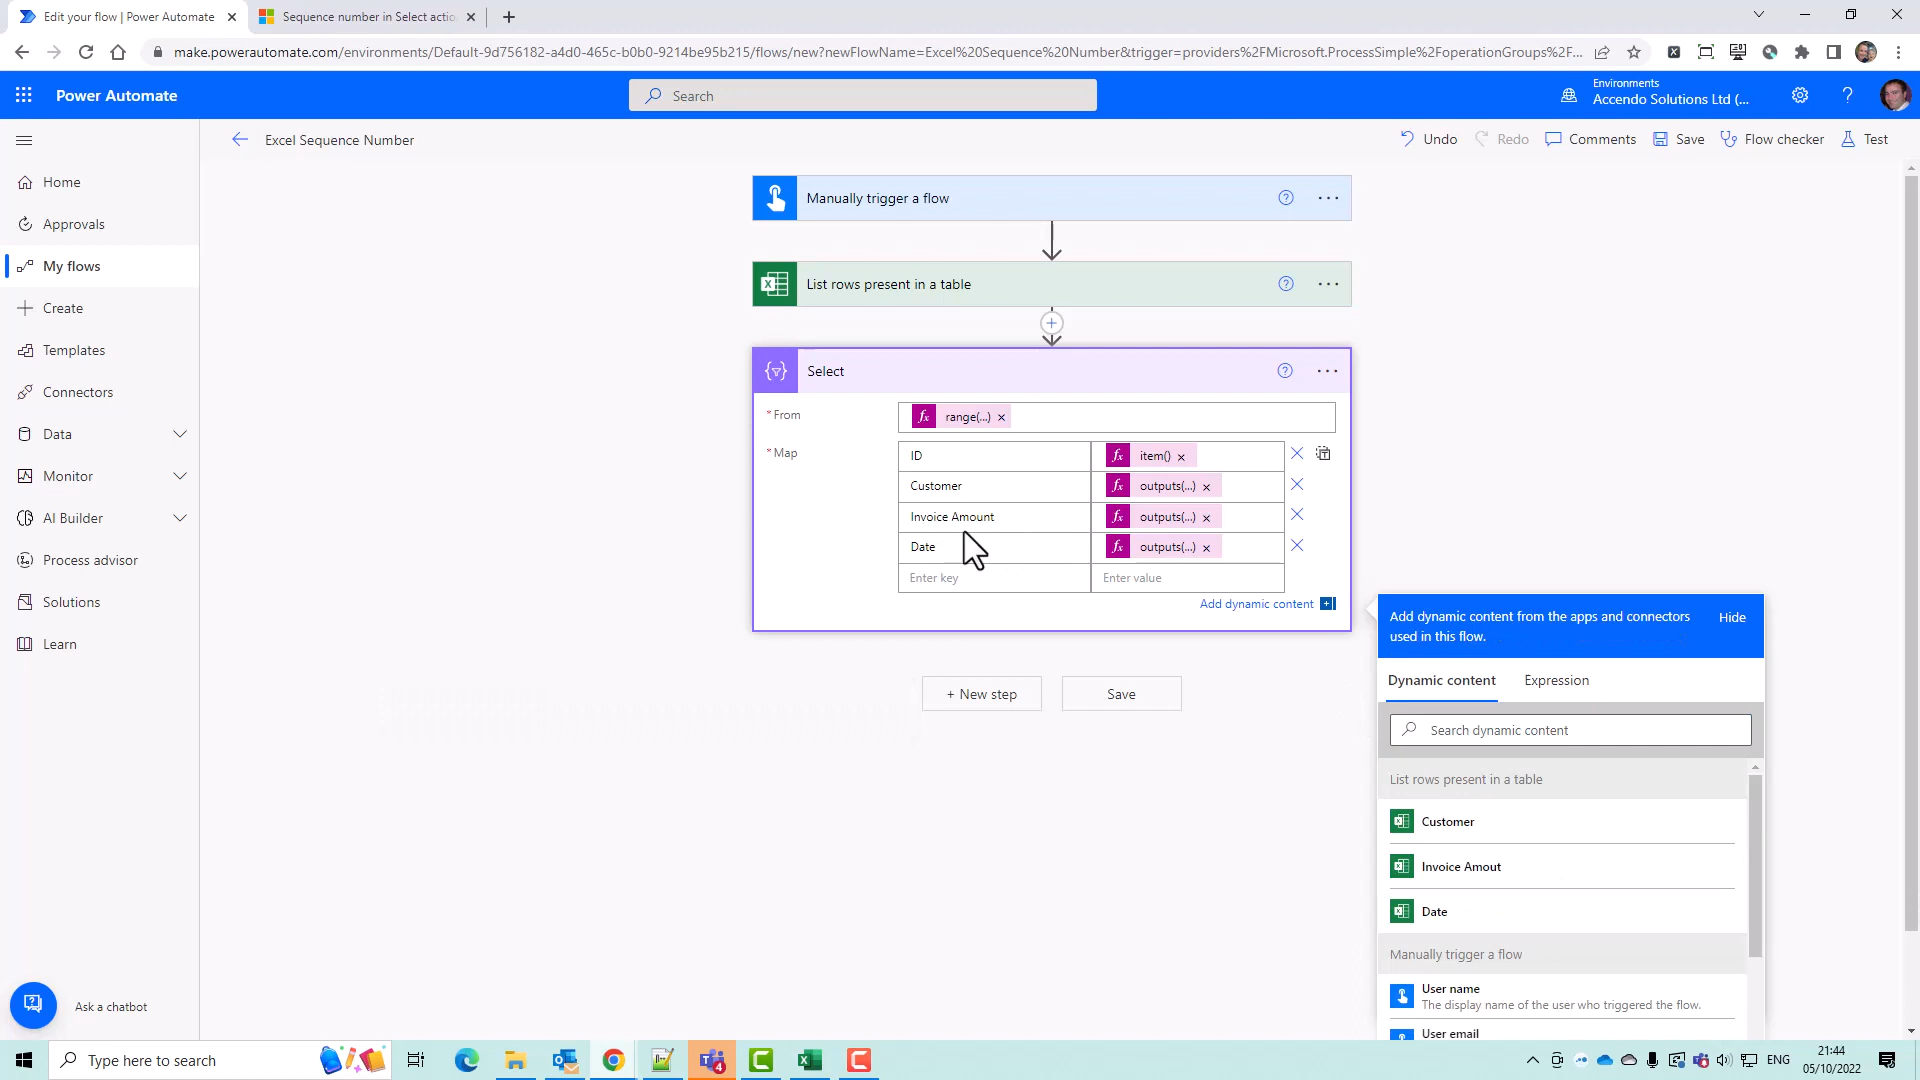 Edit your flow | Power Automate
Sequence number in Select actio
make.powerautomate.com/environments/Default-9d756182-a4d0-465c-b0b0-9214be95b215/flows/new?newFlowName=Excel%20Sequence%20Number&trigger=providers%2FMicrosoft.ProcessSimple%2FoperationGroups%2F...
Power Automate
Search
Environments
Accendo Solutions Ltd (...
Excel Sequence Number
Undo
Redo
Comments
Save
Flow checker
Test
Home
Approvals
My flows
Create
Templates
Connectors
Data
Monitor
AI Builder
Process advisor
Solutions
Learn
Ask a chatbot
Manually trigger a flow
List rows present in a table
Select
* From
fx range(...) ×
* Map
ID
fx item() ×
Customer
fx outputs(...) ×
Invoice Amount
fx outputs(...) ×
Date
fx outputs(...) ×
Enter key
Enter value
Add dynamic content
+ New step
Save
Add dynamic content from the apps and connectors
used in this flow.
Hide
Dynamic content
Expression
Search dynamic content
List rows present in a table
Customer
Invoice Amout
Date
Manually trigger a flow
User name
The display name of the user who triggered the flow.
User email
Type here to search
4
ENG
21:44
05/10/2022